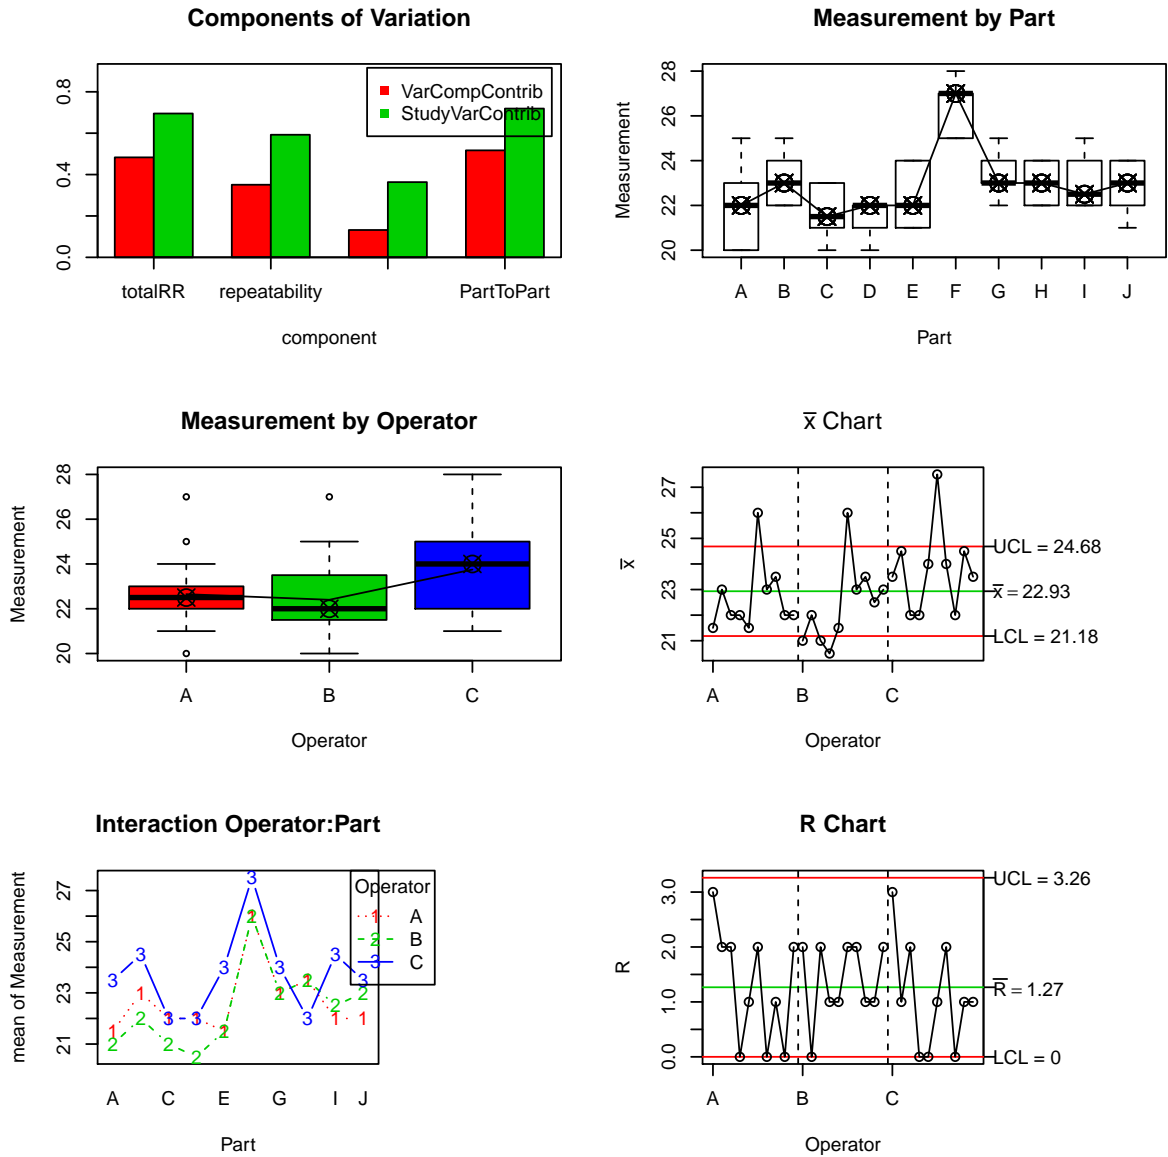 Components of Variation
VarCompContrib
StudyVarContrib
0.0 0.4 0.8
totalRR repeatability PartToPart
component
Measurement by Part
Measurement
20 22 24 26 28
A B C D E F G H I J
Part
Measurement by Operator
Measurement
20 22 24 26 28
A B C
Operator
x̅ Chart
x̅
21 23 25 27
UCL = 24.68
x̅ = 22.93
LCL = 21.18
A B C
Operator
Interaction Operator:Part
mean of Measurement
21 23 25 27
Operator
1 A
2 B
3 C
A C E G I J
Part
R Chart
R
0.0 1.0 2.0 3.0
UCL = 3.26
R̅ = 1.27
LCL = 0
A B C
Operator